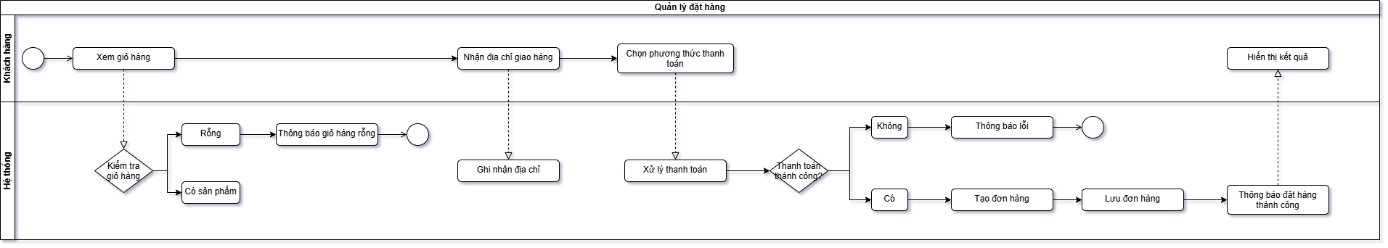 Quản lý đặt hàng
Khách hàng
Xem giỏ hàng
Nhận địa chỉ giao hàng
Chọn phương thức thanh
toán
Hiển thị kết quả
Hệ thống
Kiểm tra
giỏ hàng
Rỗng
Thông báo giỏ hàng rỗng
Có sản phẩm
Ghi nhận địa chỉ
Xử lý thanh toán
Thanh toán
thành công?
Không
Thông báo lỗi
Có
Tạo đơn hàng
Lưu đơn hàng
Thông báo đặt hàng
thành công